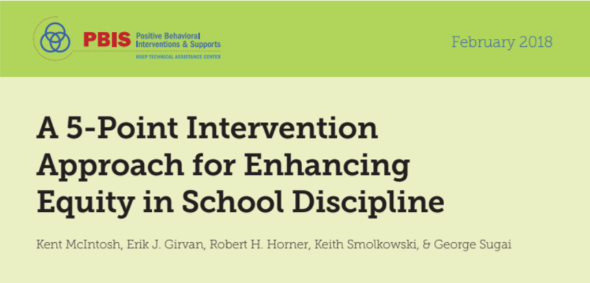 PBIS Positive Behavioral
Interventions & Supports
OSEP TECHNICAL ASSISTANCE CENTER
February 2018
A 5-Point Intervention
Approach for Enhancing
Equity in School Discipline
Kent McIntosh, Erik J. Girvan, Robert H. Horner, Keith Smolkowski, & George Sugai